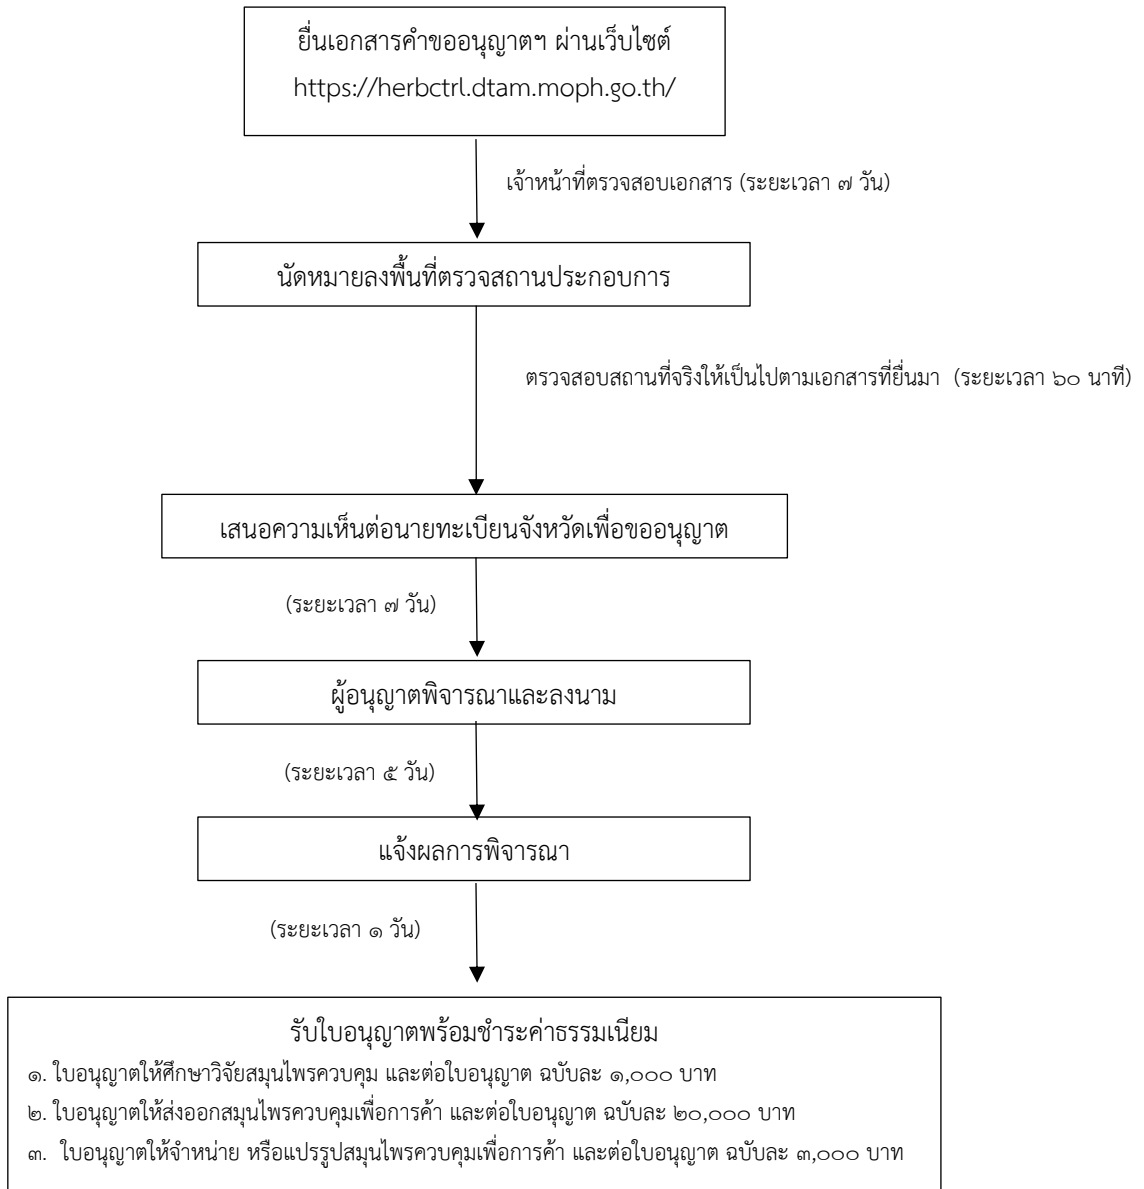 ยื่นเอกสารคำขออนุญาตฯ ผ่านเว็บไซต์
https://herbctrl.dtam.moph.go.th/
เจ้าหน้าที่ตรวจสอบเอกสาร (ระยะเวลา ๗ วัน)
นัดหมายลงพื้นที่ตรวจสถานประกอบการ
ตรวจสอบสถานที่จริงให้เป็นไปตามเอกสารที่ยื่นมา (ระยะเวลา ๖๐ นาที)
เสนอความเห็นต่อนายทะเบียนจังหวัดเพื่อขออนุญาต
(ระยะเวลา ๗ วัน)
ผู้อนุญาตพิจารณาและลงนาม
(ระยะเวลา ๕ วัน)
แจ้งผลการพิจารณา
(ระยะเวลา ๑ วัน)
รับใบอนุญาตพร้อมชำระค่าธรรมเนียม
๑. ใบอนุญาตให้ศึกษาวิจัยสมุนไพรควบคุม และต่อใบอนุญาต ฉบับละ ๑,๐๐๐ บาท
๒. ใบอนุญาตให้ส่งออกสมุนไพรควบคุมเพื่อการค้า และต่อใบอนุญาต ฉบับละ ๒๐,๐๐๐ บาท
๓. ใบอนุญาตให้จำหน่าย หรือแปรรูปสมุนไพรควบคุมเพื่อการค้า และต่อใบอนุญาต ฉบับละ ๓,๐๐๐ บาท